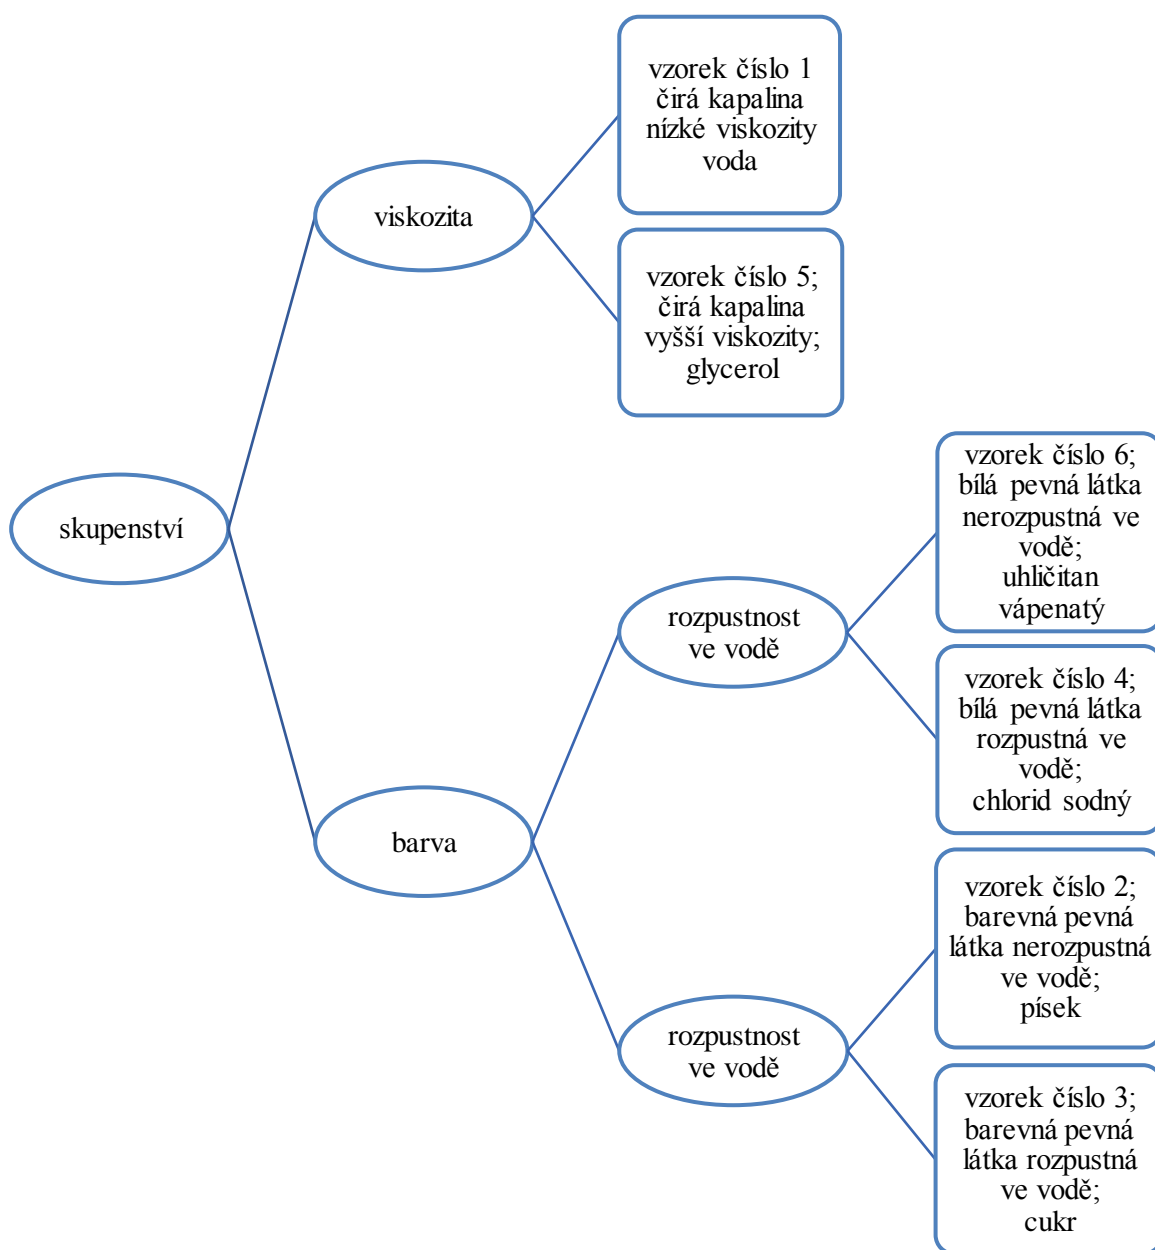 vzorek číslo 1
čirá kapalina
nízké viskozity
voda
viskozita
vzorek číslo 5;
čirá kapalina
vyšší viskozity;
glycerol
skupenství
vzorek číslo 6;
bílá pevná látka
nerozpustná ve
vodě;
uhličitan
vápenatý
rozpustnost
ve vodě
vzorek číslo 4;
bílá pevná látka
rozpustná ve
vodě;
chlorid sodný
barva
vzorek číslo 2;
barevná pevná
látka nerozpustná
ve vodě;
písek
rozpustnost
ve vodě
vzorek číslo 3;
barevná pevná
látka rozpustná
ve vodě;
cukr